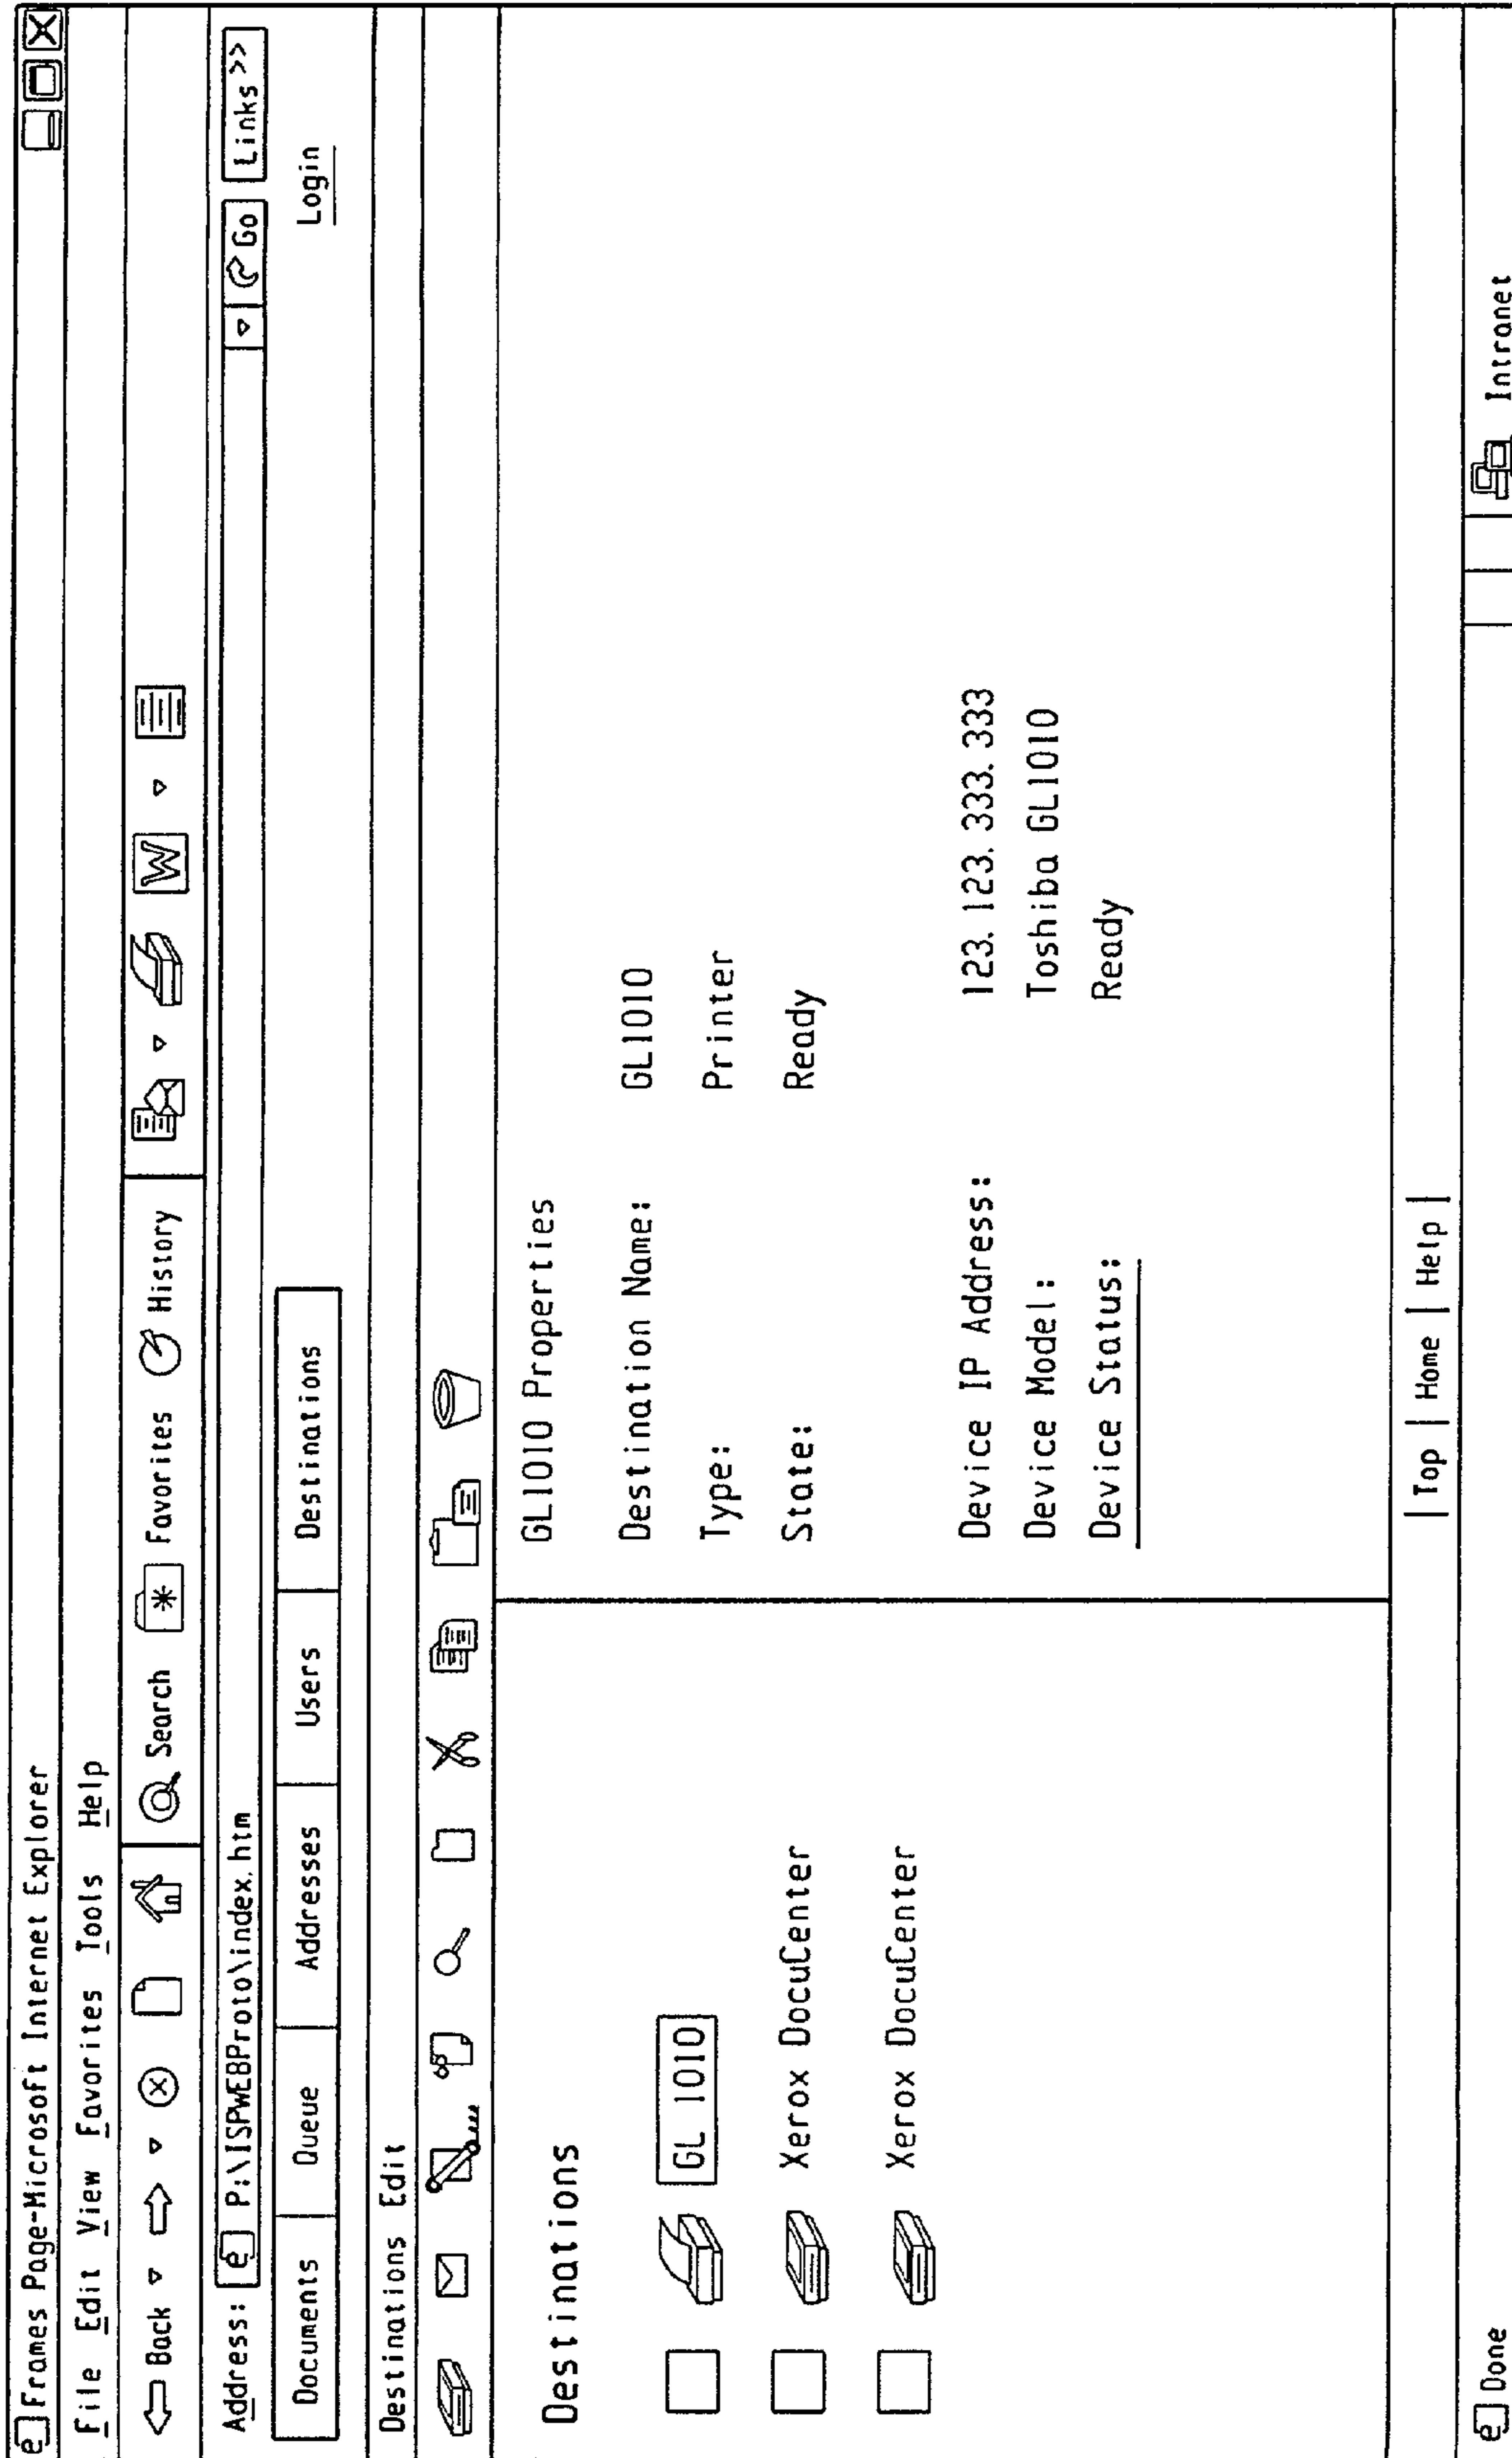 Frames Page-Microsoft Internet Explorer
File Edit View Favorites Tools Help
Back Search Favorites History W
Address: e P:\ISPWEBProto\index.htm Go Links >>
Documents Queue Addresses Users Destinations Login
Destinations Edit
Destinations
GL 1010
Xerox DocuCenter
Xerox DocuCenter
GL1010 Properties
Destination Name: GL1010
Type: Printer
State: Ready
Device IP Address: 123.123.333.333
Device Model: Toshiba GL1010
Device Status: Ready
| Top | Home | Help |
e Done Intranet